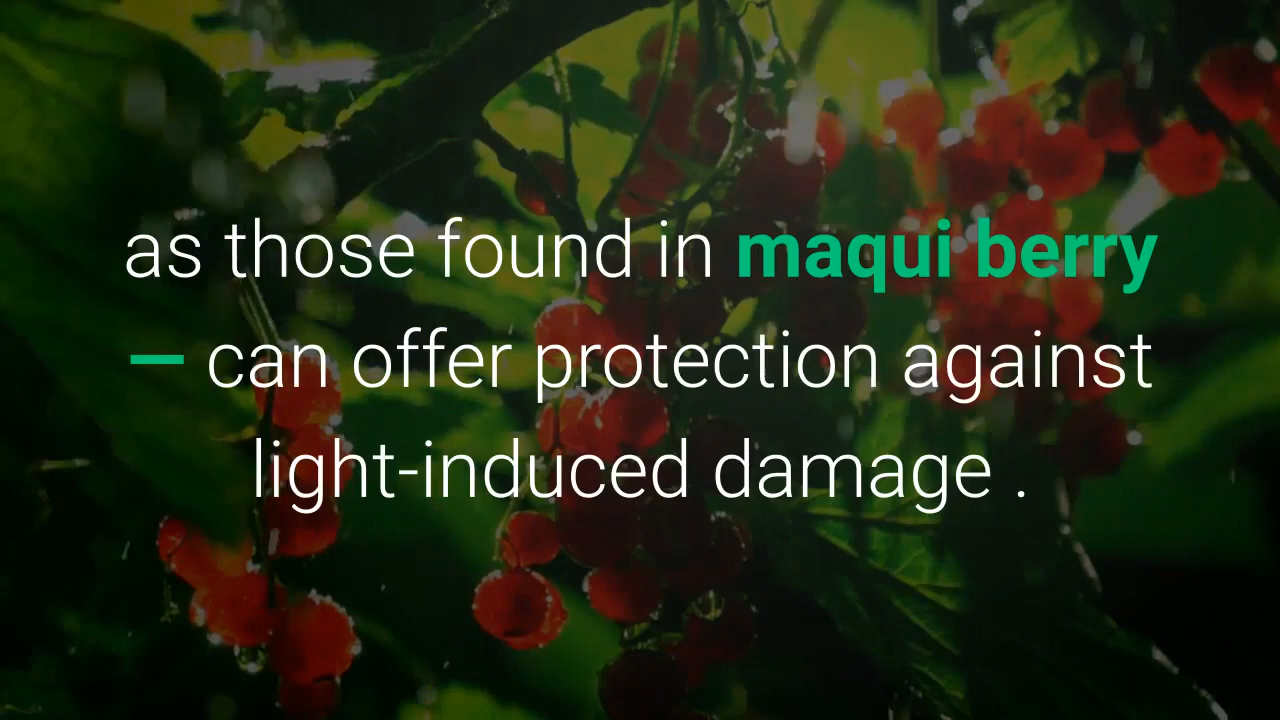 as those found in maqui berry
— can offer protection against
light-induced damage .